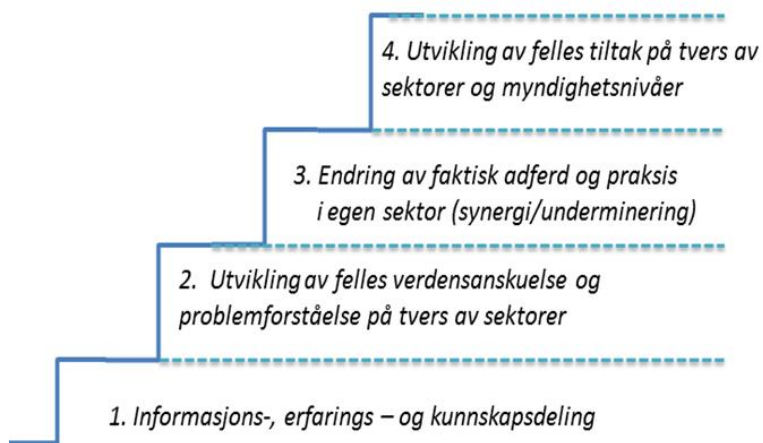 4. Utvikling av felles tiltak på tvers av
sektorer og myndighetsnivåer
3. Endring av faktisk adferd og praksis
i egen sektor (synergi/underminering)
2. Utvikling av felles verdensanskuelse og
problemforståelse på tvers av sektorer
1. Informasjons-, erfarings – og kunnskapsdeling